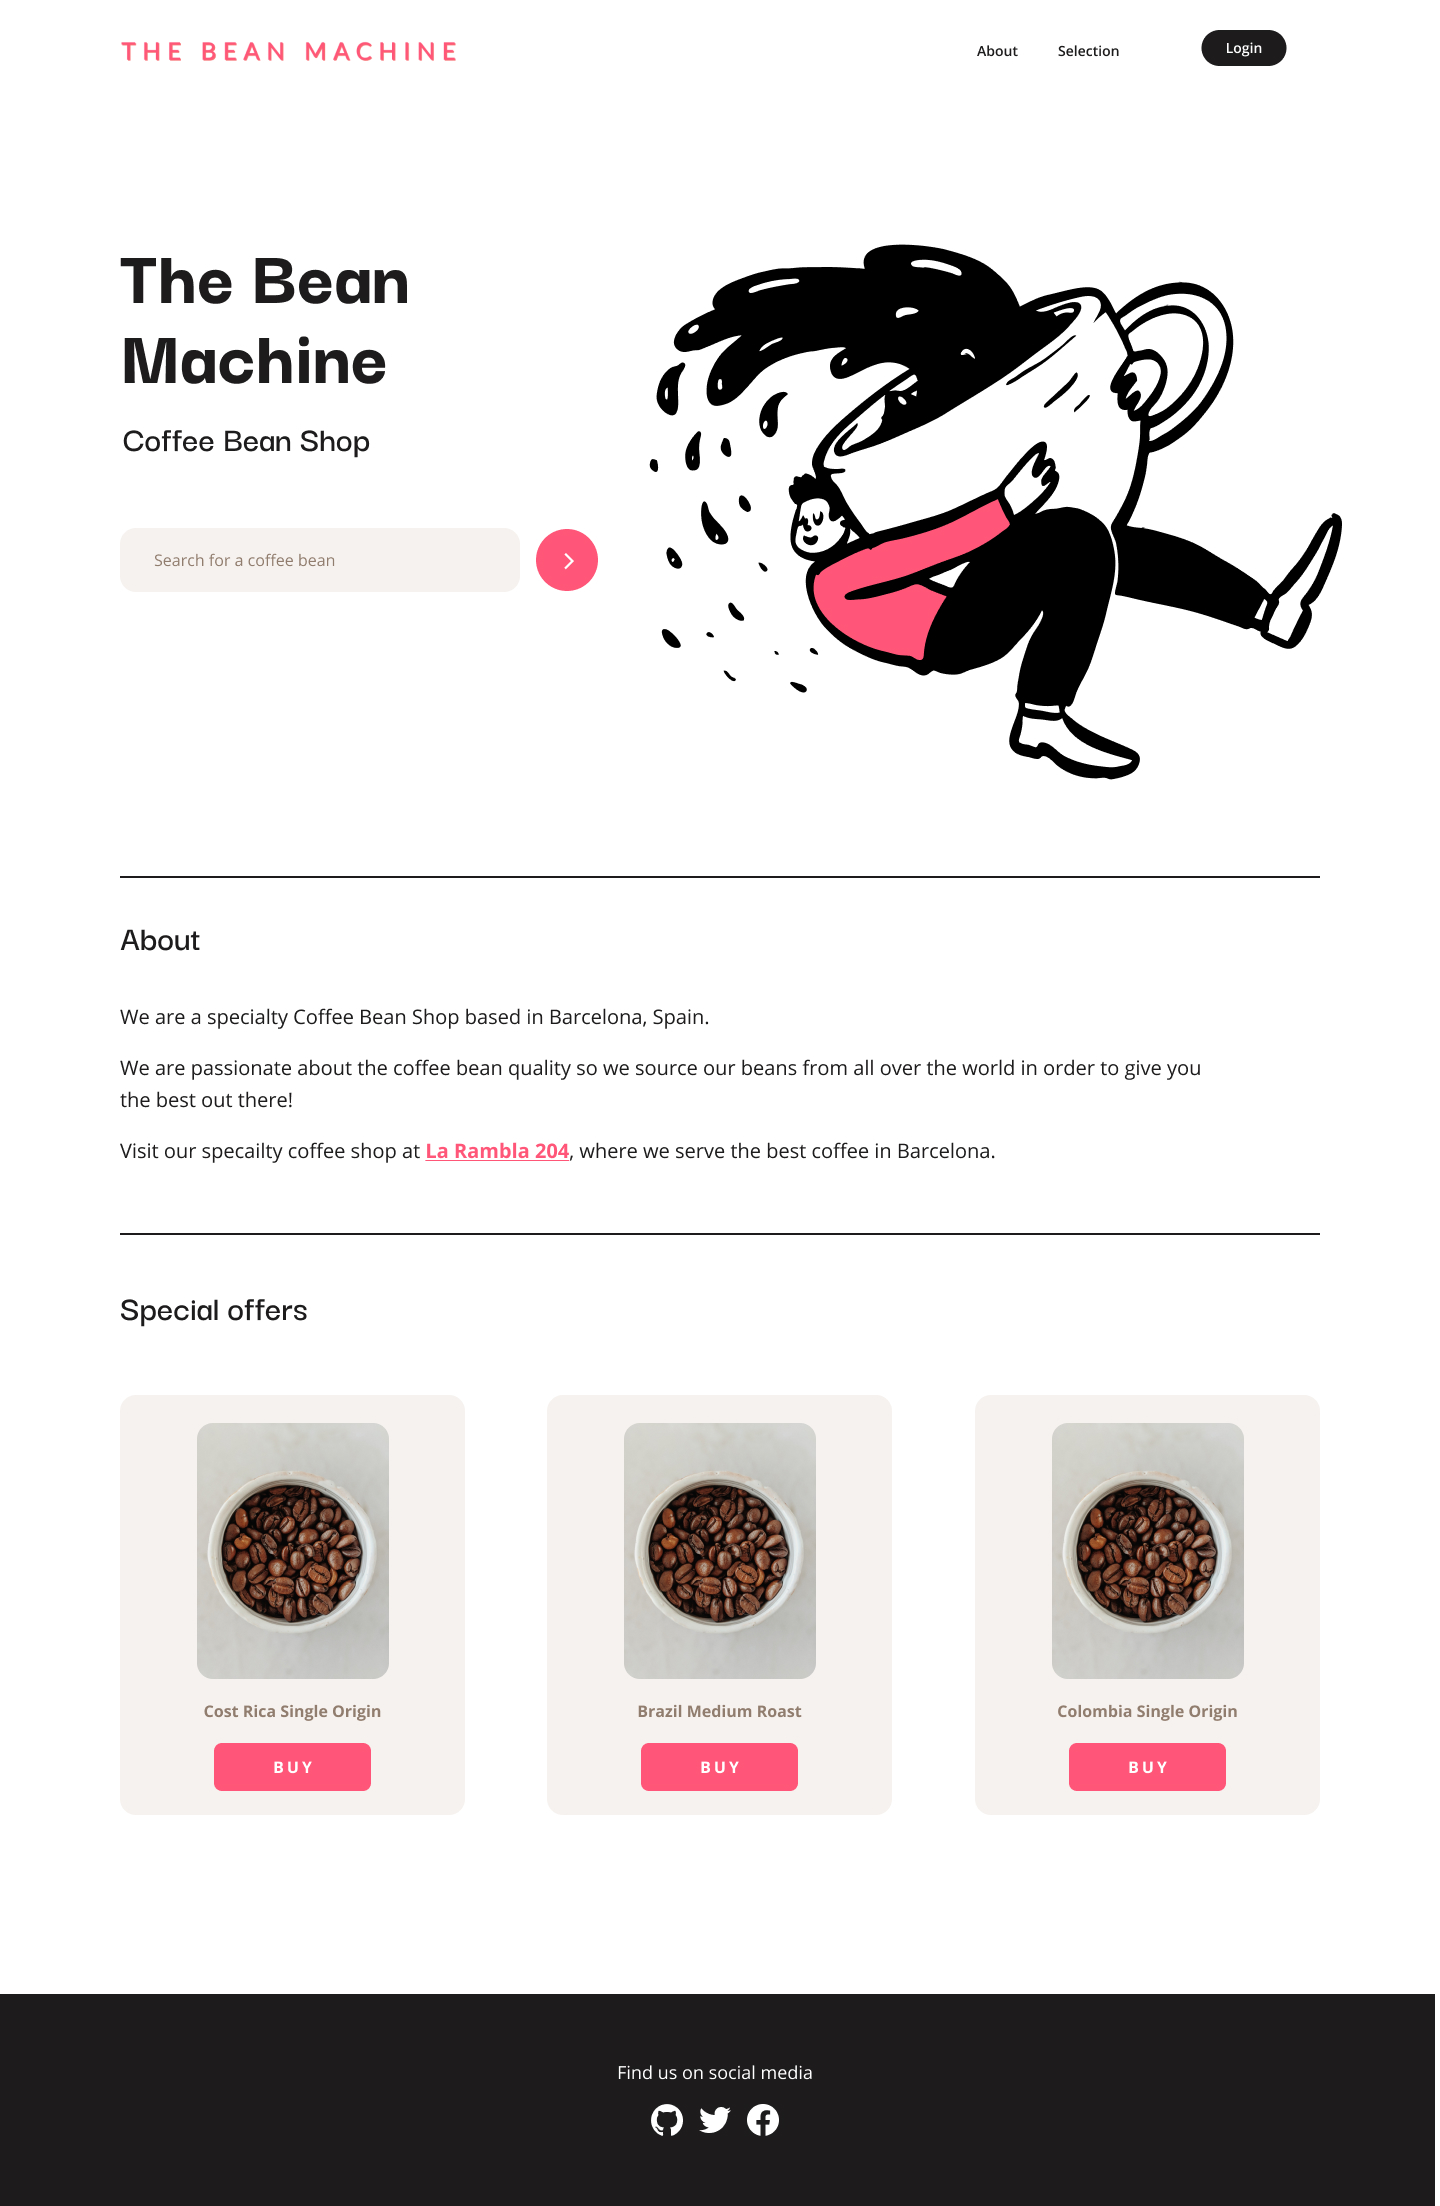 THE BEAN MACHINE
About
Selection
Login
The Bean
Machine
Coffee Bean Shop
Search for a coffee bean
About
We are a specialty Coffee Bean Shop based in Barcelona, Spain.
We are passionate about the coffee bean quality so we source our beans from all over the world in order to give you
the best out there!
Visit our specailty coffee shop at La Rambla 204, where we serve the best coffee in Barcelona.
Special offers
Cost Rica Single Origin
BUY
Brazil Medium Roast
BUY
Colombia Single Origin
BUY
Find us on social media